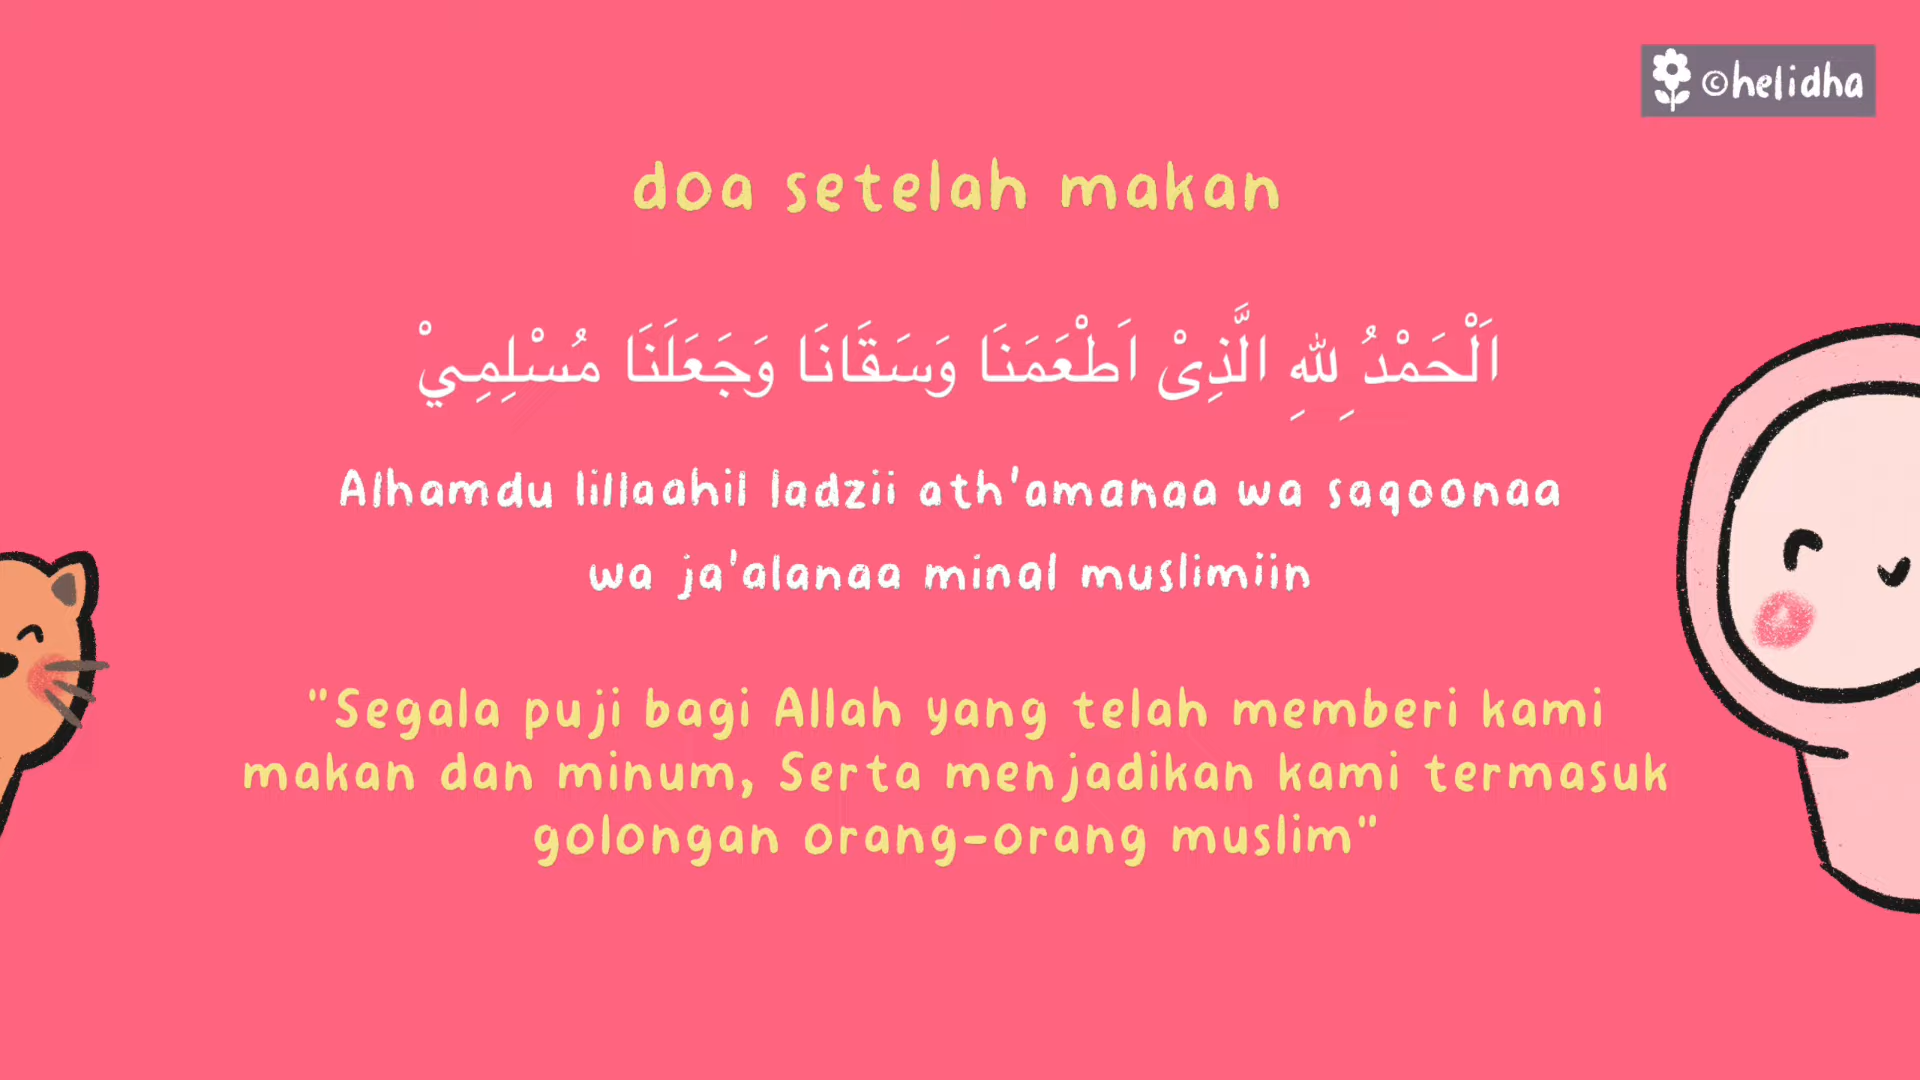 ©helidha
doa setelah makan
اَلْحَمْدُ ِللهِ الَّذِىْ اَطْعَمَنَا وَسَقَانَا وَجَعَلَنَا مُسْلِمِيْ
Alhamdu lillaahil ladzii ath'amanaa wa saqoonaa
wa ja'alanaa minal muslimiin
"Segala puji bagi Allah yang telah memberi kami
makan dan minum, Serta menjadikan kami termasuk
golongan orang-orang muslim"